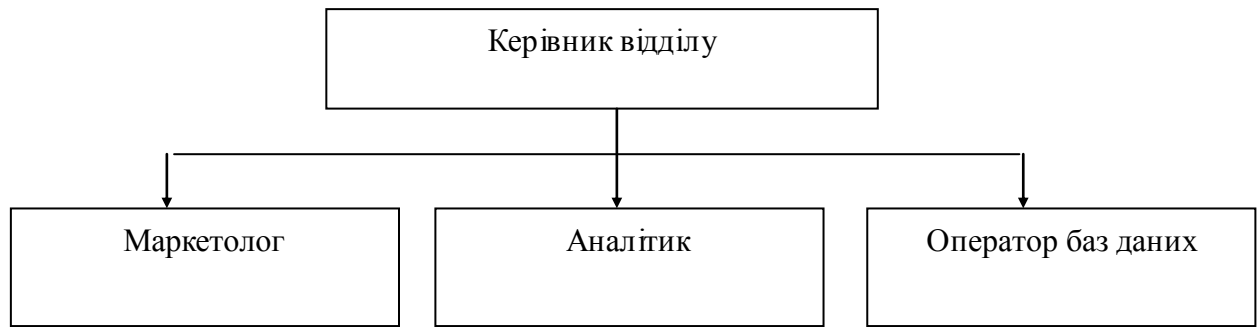 Керівник відділу
Маркетолог
Аналітик
Оператор баз даних